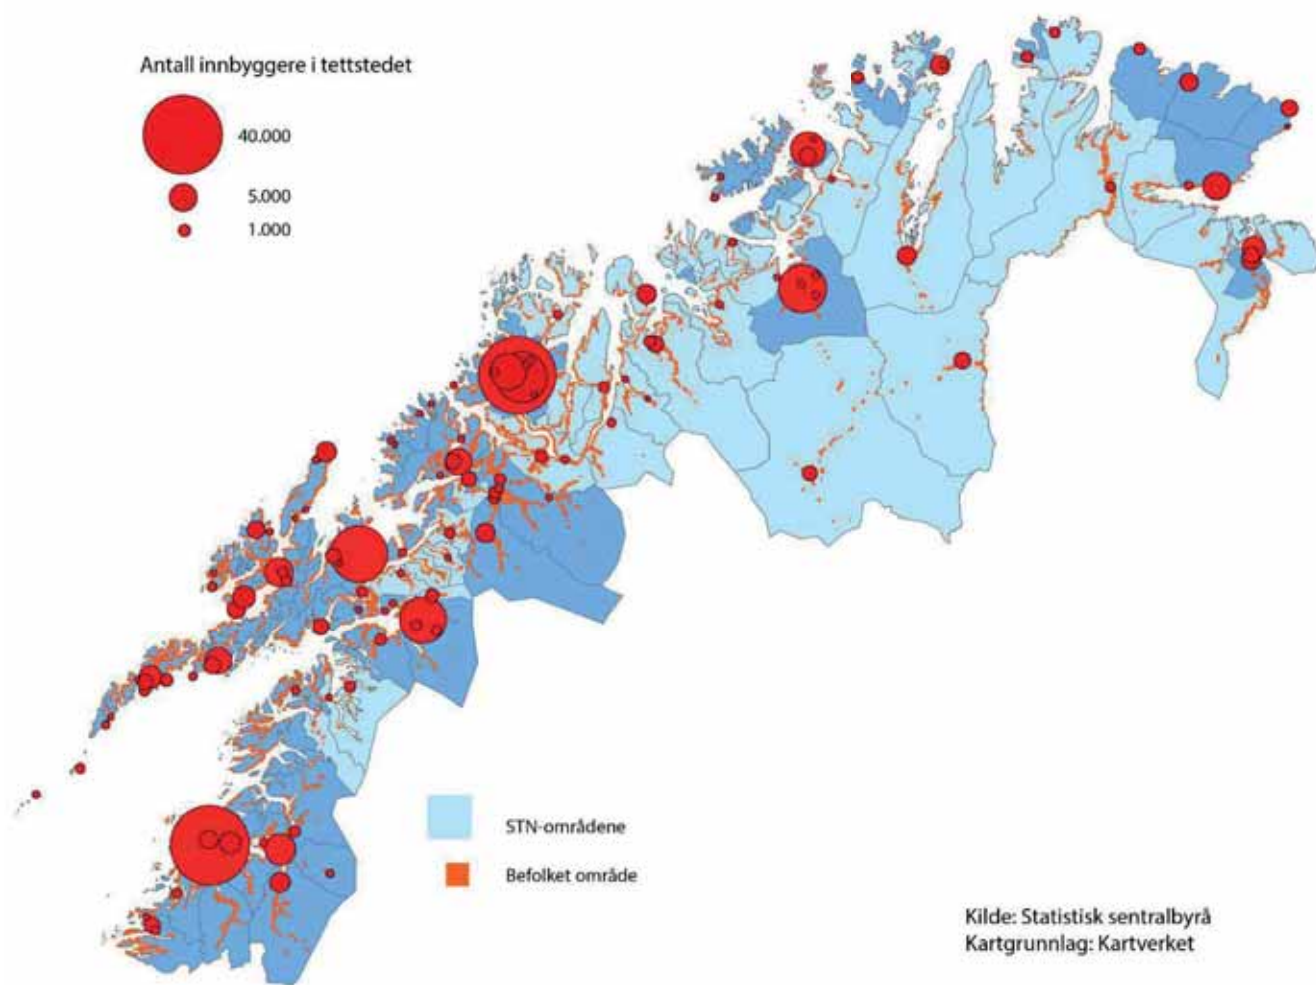 Antall innbyggere i tettstedet
40.000
5.000
1.000
STN-områdene
Befolket område
Kilde: Statistisk sentralbyrå
Kartgrunnlag: Kartverket